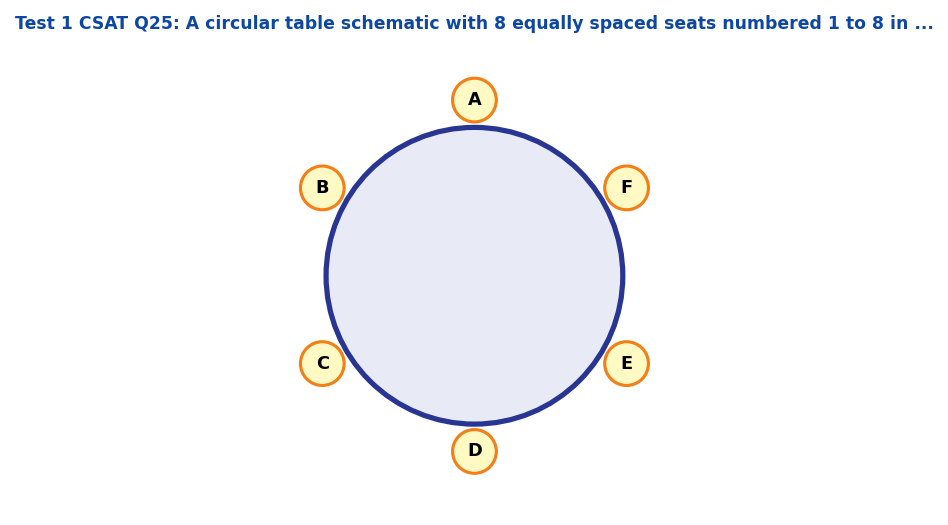 Test 1 CSAT Q25: A circular table schematic with 8 equally spaced seats numbered 1 to 8 in ...
A
B
F
C
E
D